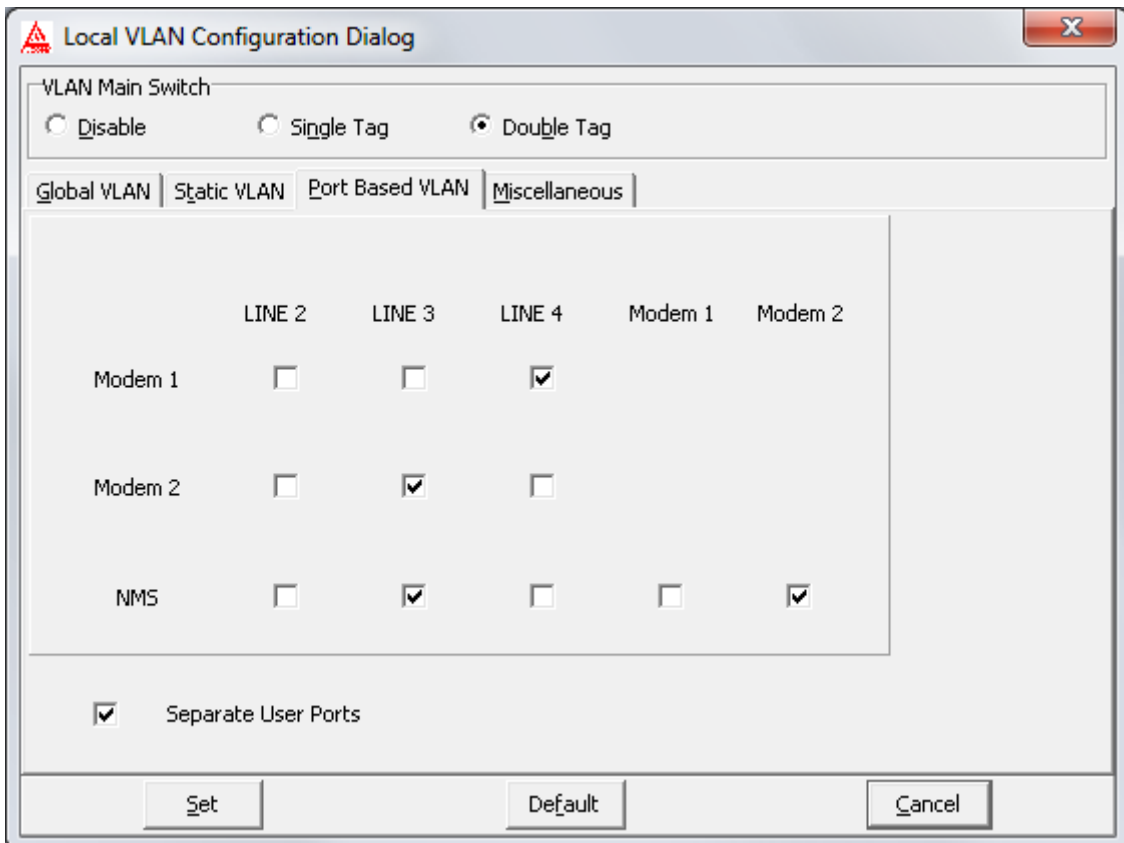 Local VLAN Configuration Dialog
VLAN Main Switch
Disable Single Tag Double Tag
Global VLAN Static VLAN Port Based VLAN Miscellaneous
LINE 2 LINE 3 LINE 4 Modem 1 Modem 2
Modem 1
Modem 2
NMS
Separate User Ports
Set Default Cancel